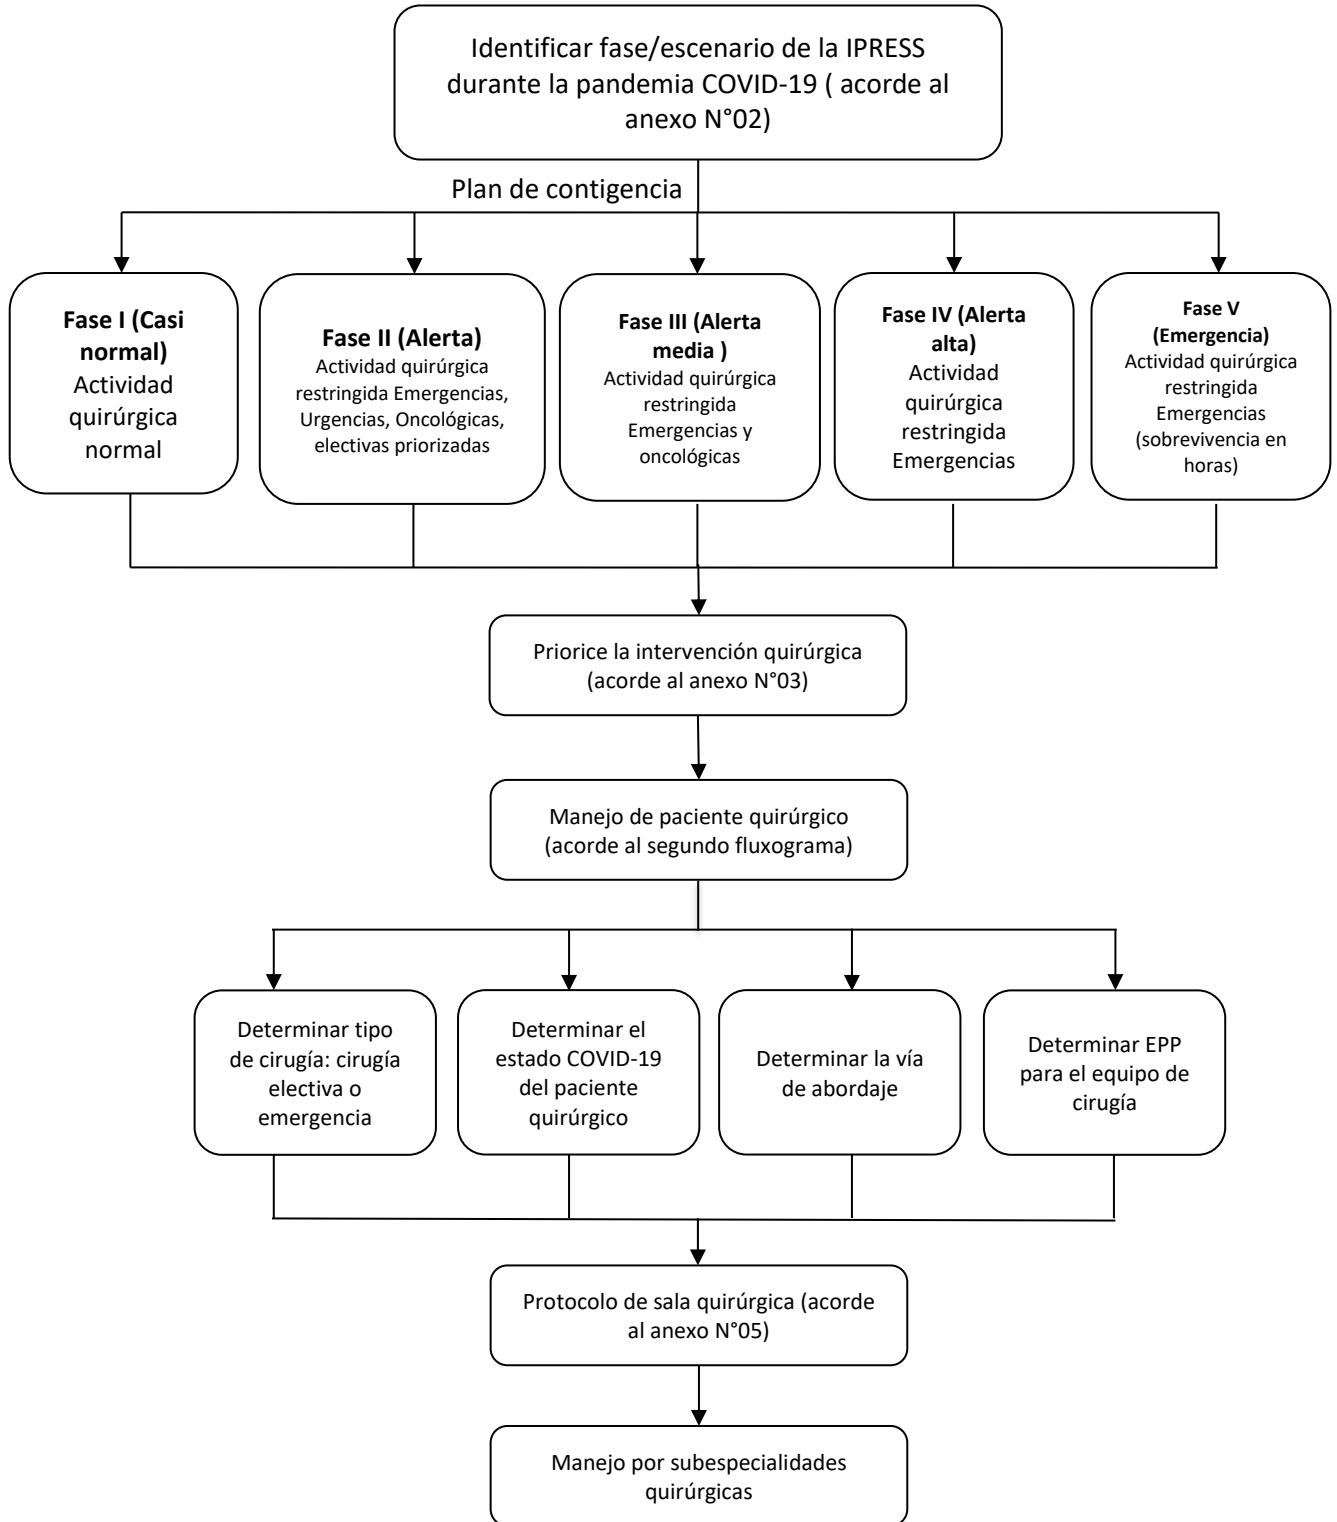 Identificar fase/escenario de la IPRESS
durante la pandemia COVID-19 ( acorde al
anexo N°02)
Plan de contigencia
Fase I (Casi
normal)
Actividad
quirúrgica
normal
Fase II (Alerta)
Actividad quirúrgica
restringida Emergencias,
Urgencias, Oncológicas,
electivas priorizadas
Fase III (Alerta
media )
Actividad quirúrgica
restringida
Emergencias y
oncológicas
Fase IV (Alerta
alta)
Actividad
quirúrgica
restringida
Emergencias
Fase V
(Emergencia)
Actividad quirúrgica
restringida
Emergencias
(sobrevivencia en
horas)
Priorice la intervención quirúrgica
(acorde al anexo N°03)
Manejo de paciente quirúrgico
(acorde al segundo fluxograma)
Determinar tipo
de cirugía: cirugía
electiva o
emergencia
Determinar el
estado COVID-19
del paciente
quirúrgico
Determinar la vía
de abordaje
Determinar EPP
para el equipo de
cirugía
Protocolo de sala quirúrgica (acorde
al anexo N°05)
Manejo por subespecialidades
quirúrgicas